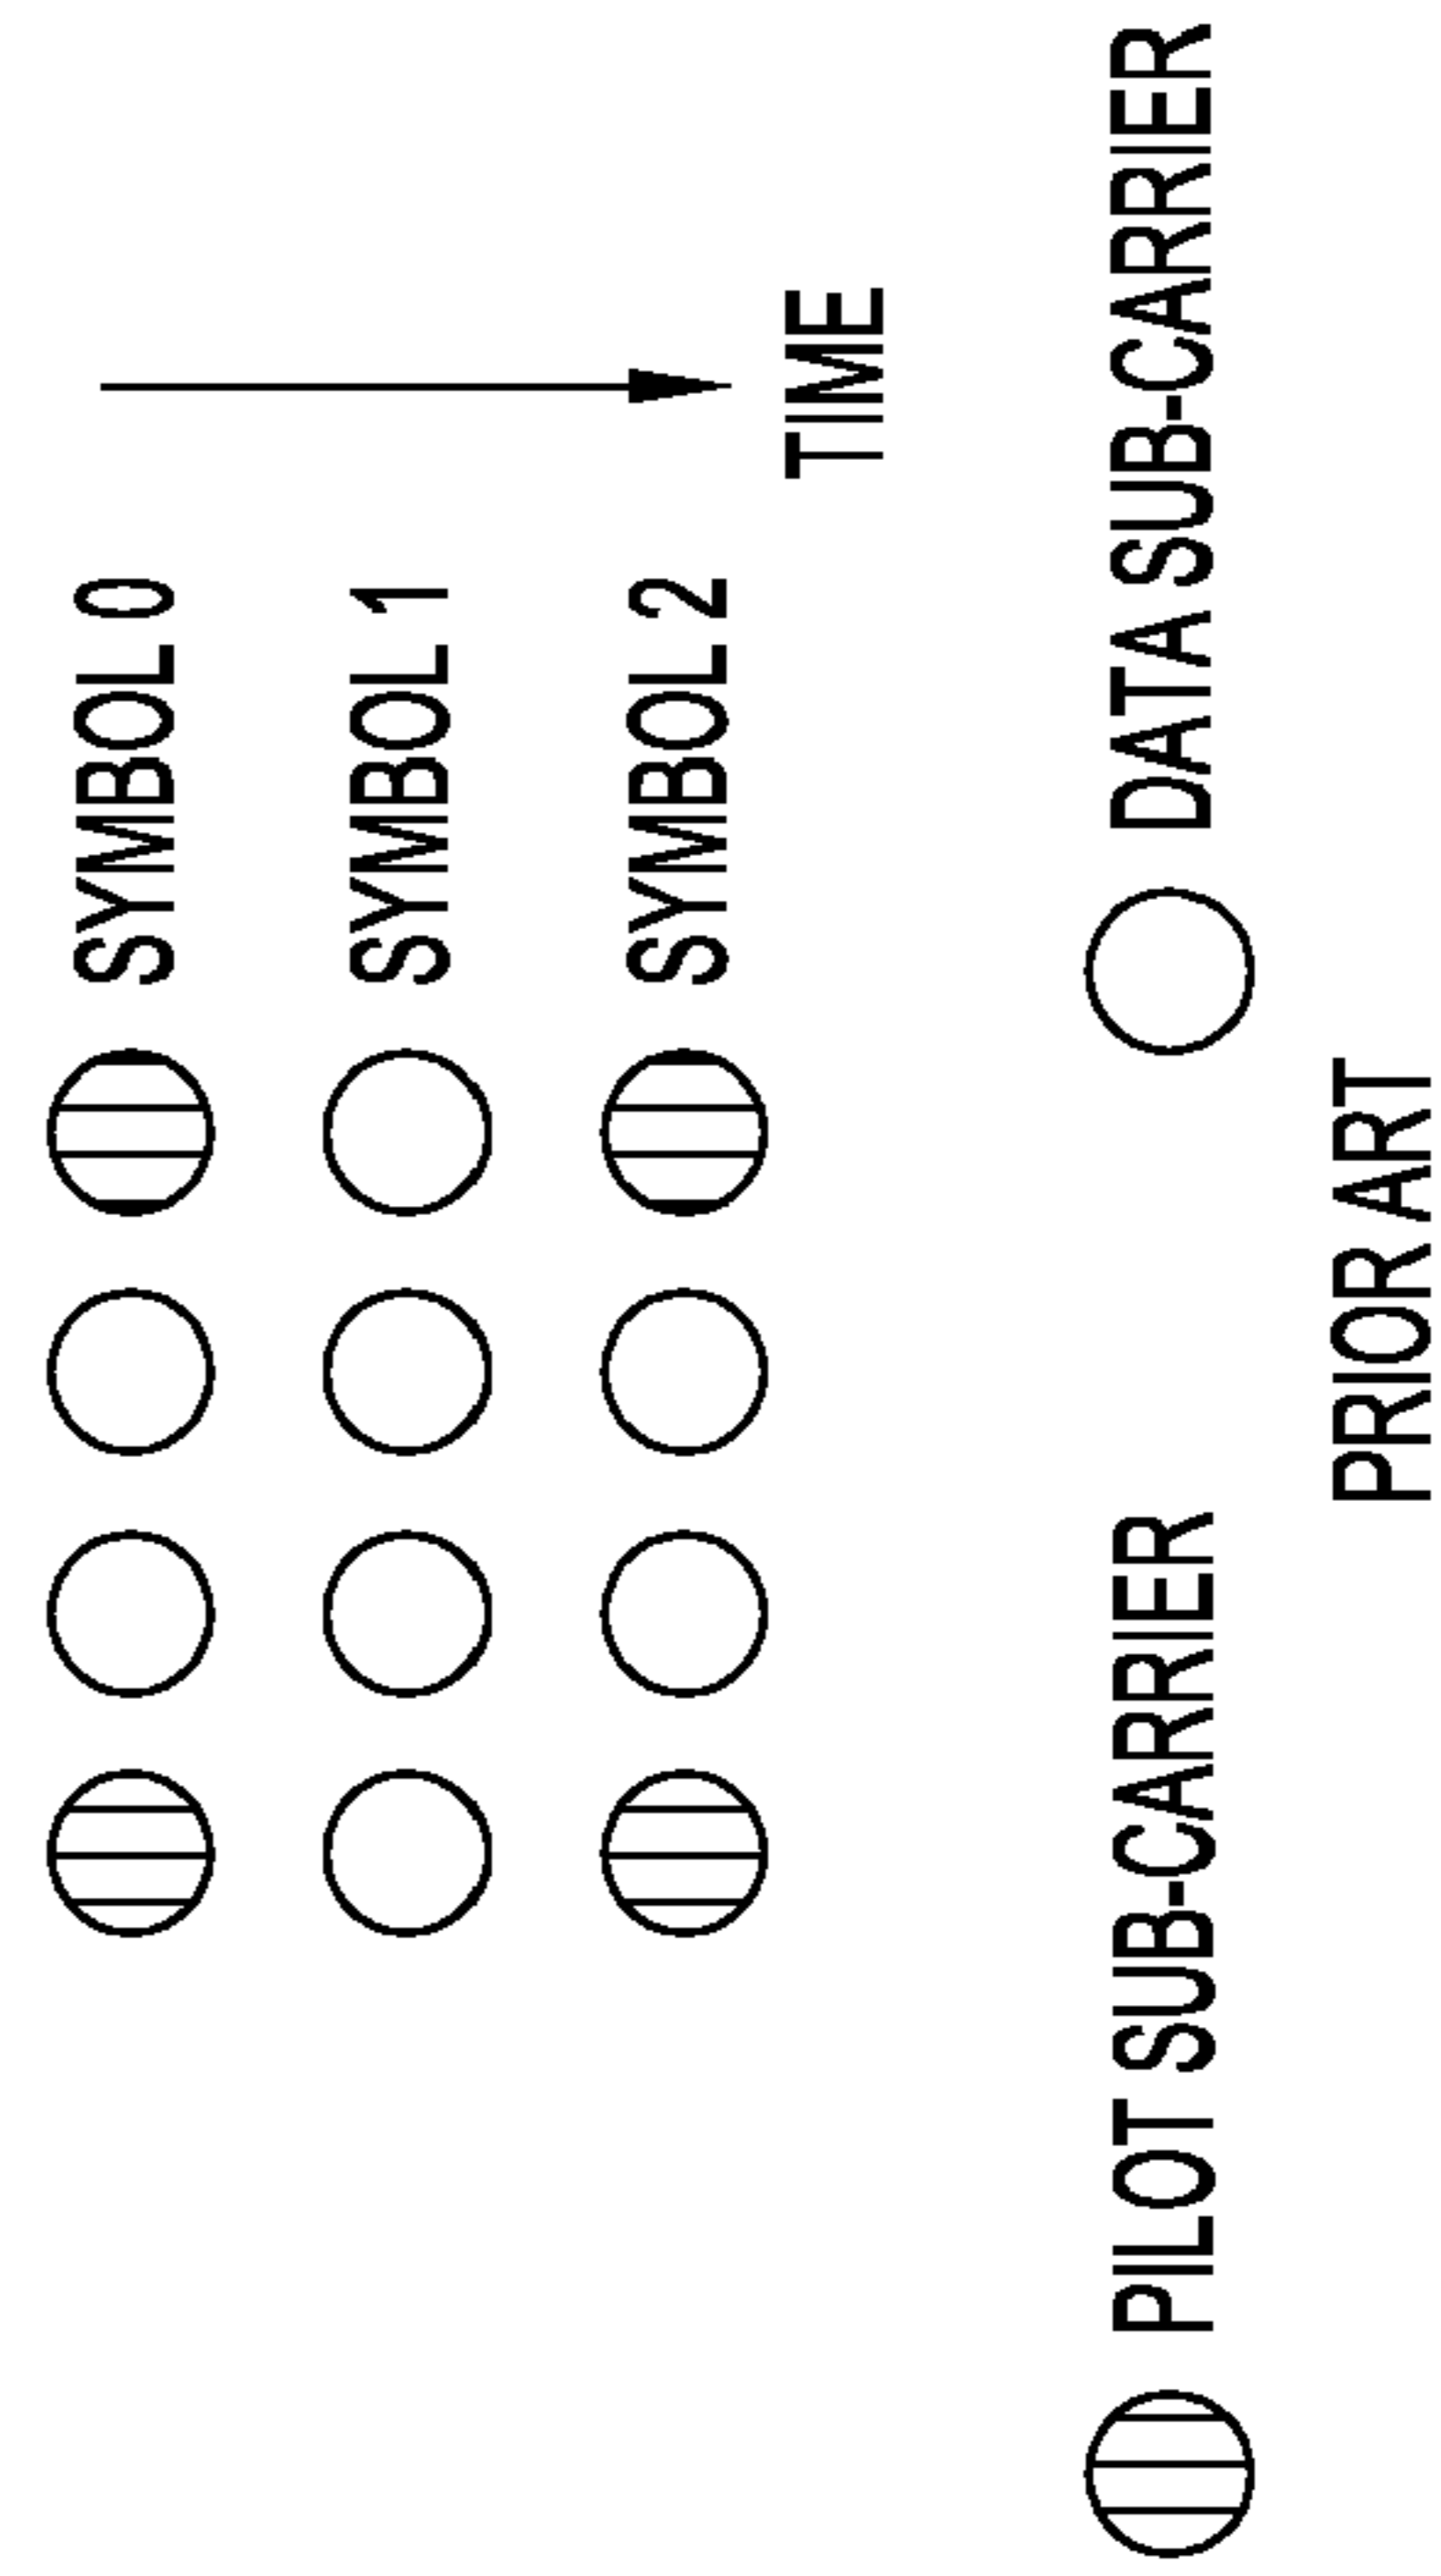 SYMBOL 0
SYMBOL 1
SYMBOL 2
TIME
PILOT SUB-CARRIER
DATA SUB-CARRIER
PRIOR ART